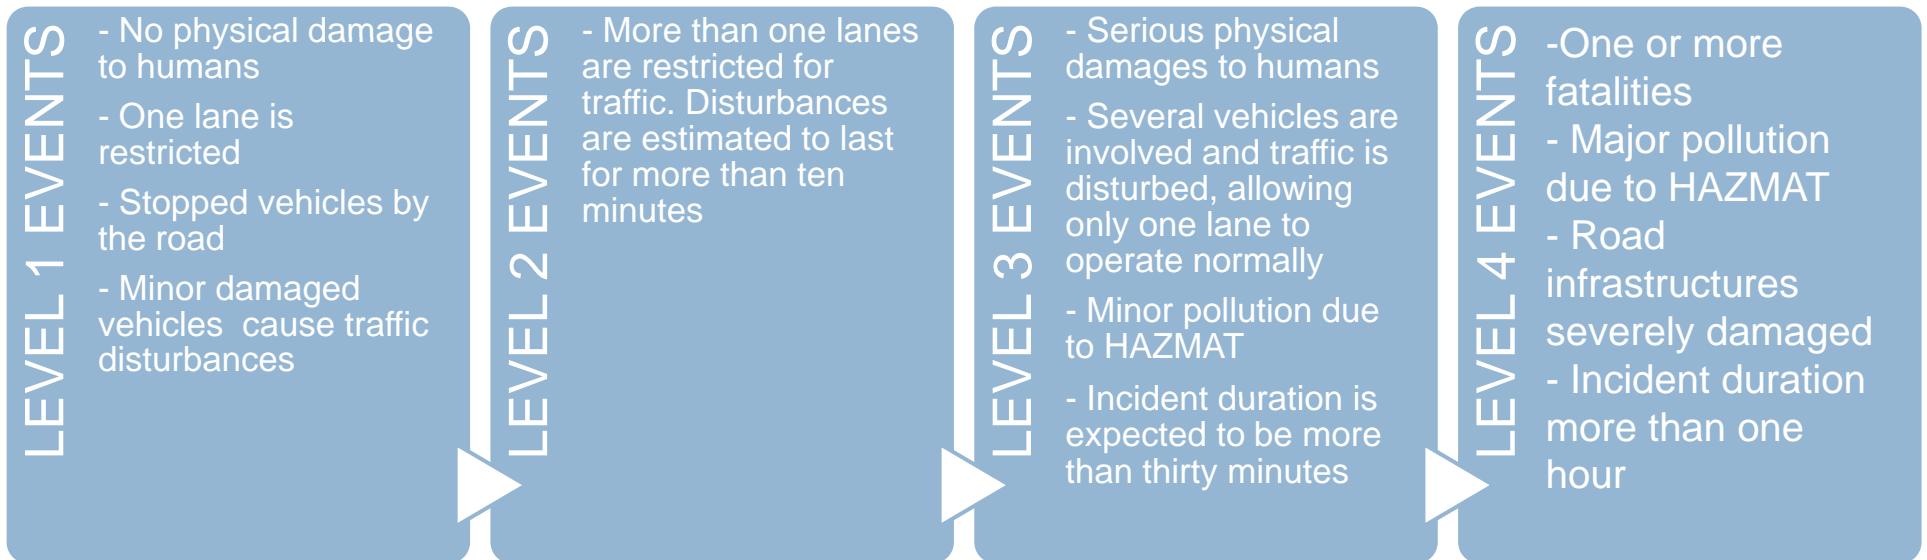 LEVEL 1 EVENTS
- No physical damage
to humans
- One lane is
restricted
- Stopped vehicles by
the road
- Minor damaged
vehicles  cause traffic
disturbances
LEVEL 2 EVENTS
- More than one lanes
are restricted for
traffic. Disturbances
are estimated to last
for more than ten
minutes
LEVEL 3 EVENTS
- Serious physical
damages to humans
- Several vehicles are
involved and traffic is
disturbed, allowing
only one lane to
operate normally
- Minor pollution due
to HAZMAT
- Incident duration is
expected to be more
than thirty minutes
LEVEL 4 EVENTS
-One or more
fatalities
- Major pollution
due to HAZMAT
- Road
infrastructures
severely damaged
- Incident duration
more than one
hour